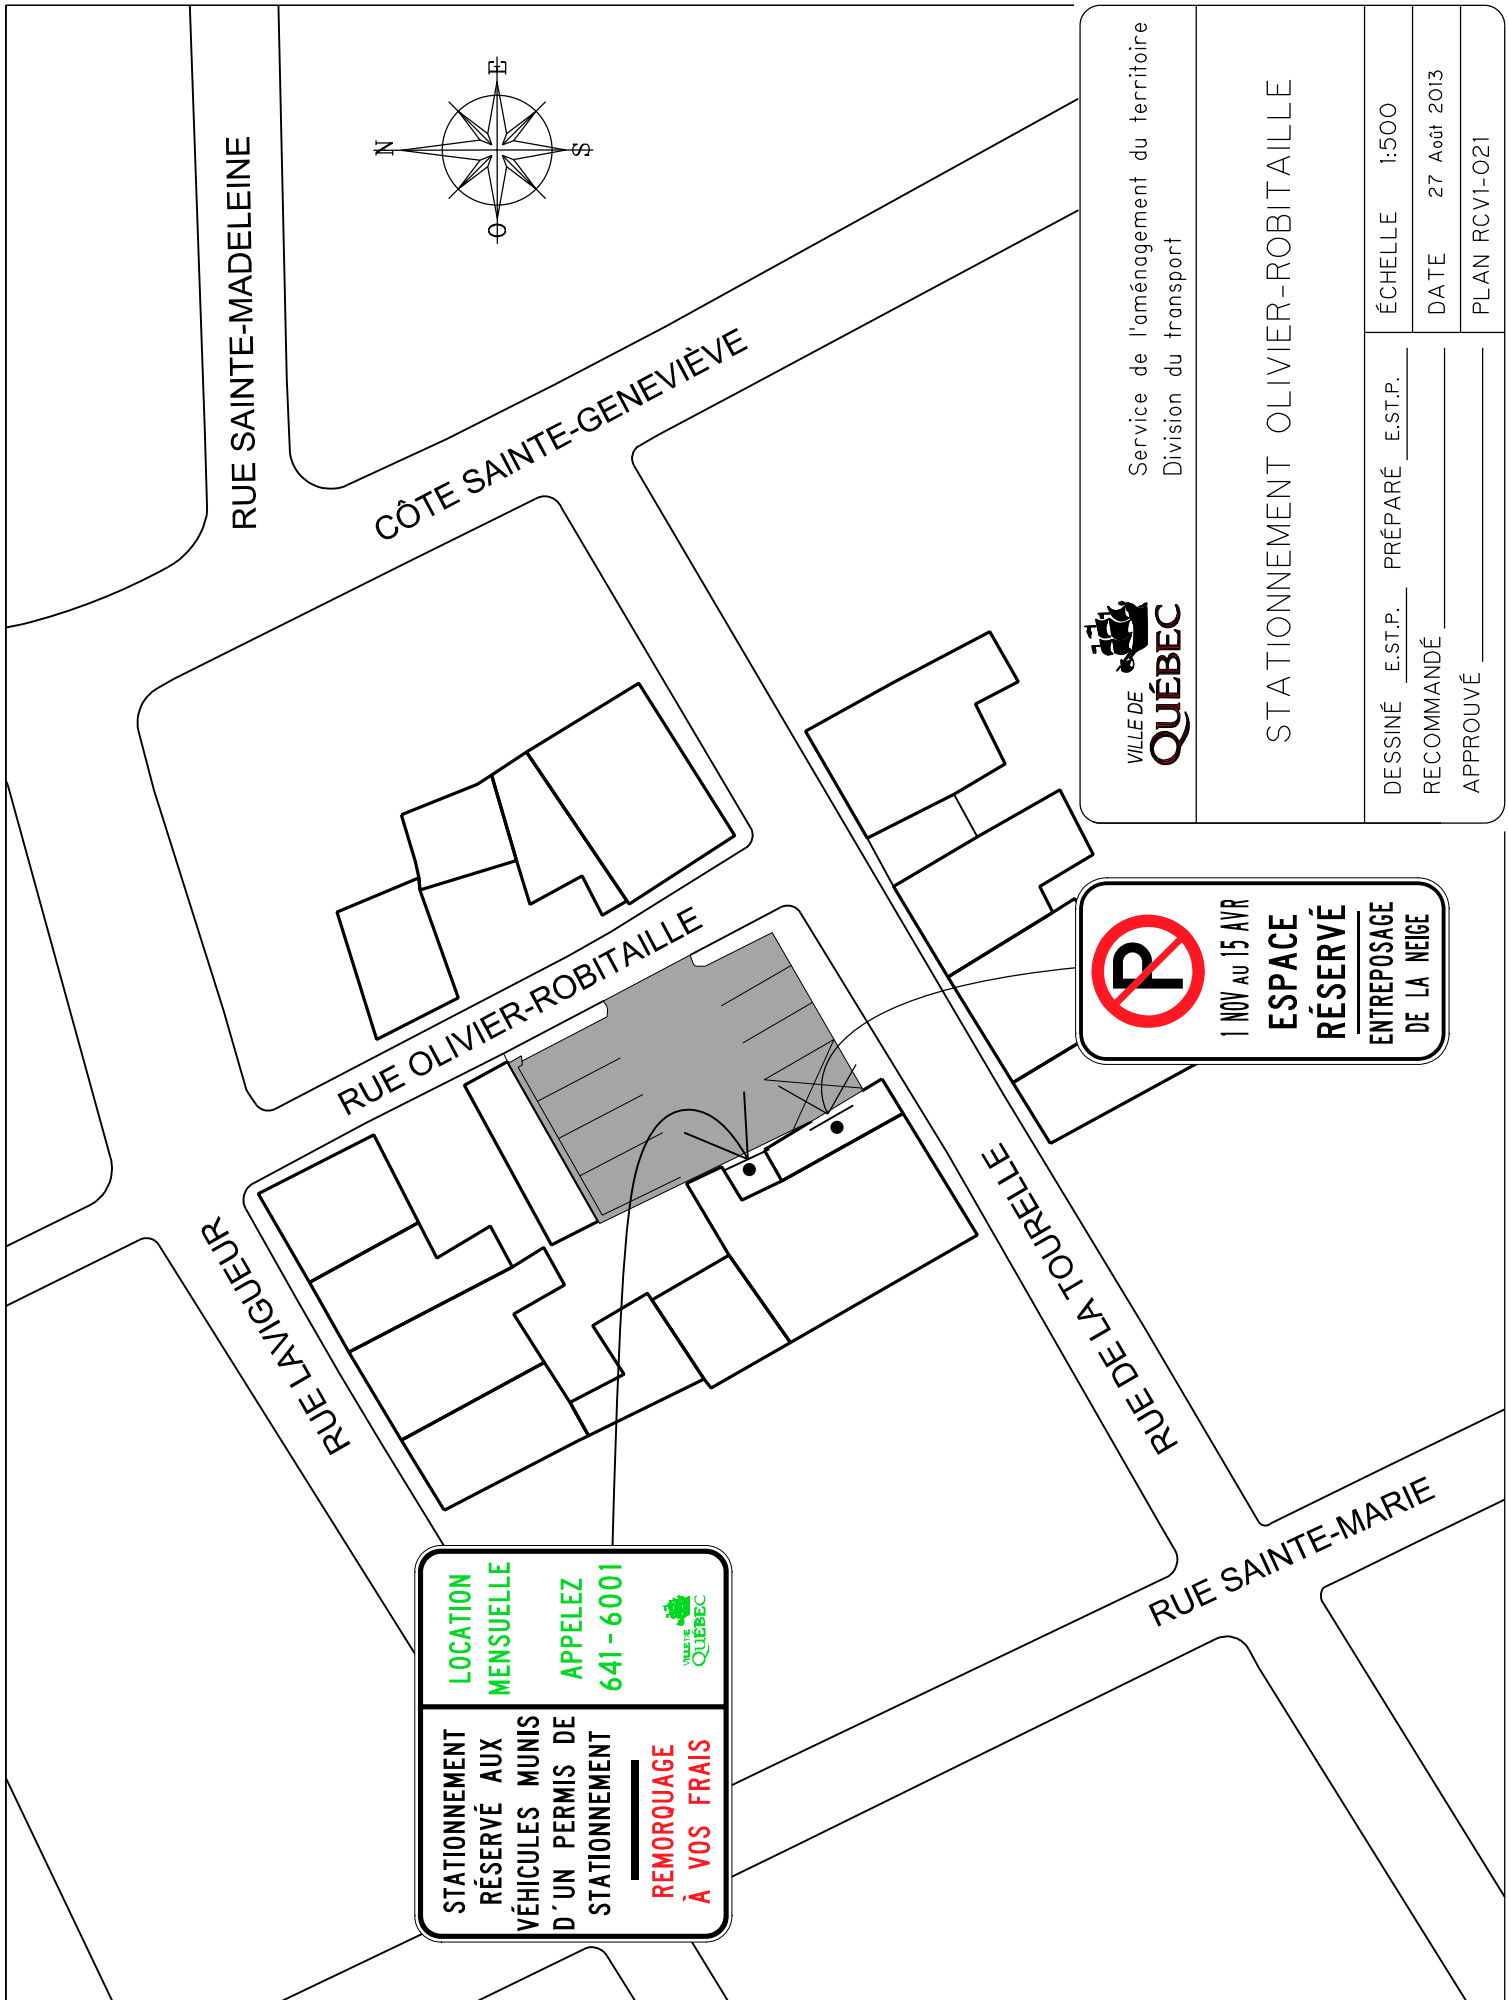 RUE SAINTE-MADELEINE
N
E
S
O
CÔTE SAINTE-GENEVIÈVE
RUE OLIVIER-ROBITAILLE
RUE LAVIGUEUR
RUE DE LA TOURELLE
RUE SAINTE-MARIE
STATIONNEMENT
RÉSERVÉ AUX
VÉHICULES MUNIS
D'UN PERMIS DE
STATIONNEMENT
REMORQUAGE
À VOS FRAIS
LOCATION
MENSUELLE
APPELEZ
641-6001
VILLE DE
QUÉBEC
P
1 NOV AU 15 AVR
ESPACE
RÉSERVÉ
ENTREPOSAGE
DE LA NEIGE
VILLE DE
QUÉBEC
Service de l'aménagement du territoire
Division du transport
STATIONNEMENT OLIVIER-ROBITAILLE
DESSINÉ E.ST.P. PRÉPARÉ E.ST.P.
RECOMMANDÉ
APPROUVÉ
ÉCHELLE 1:500
DATE 27 Août 2013
PLAN RCV1-021